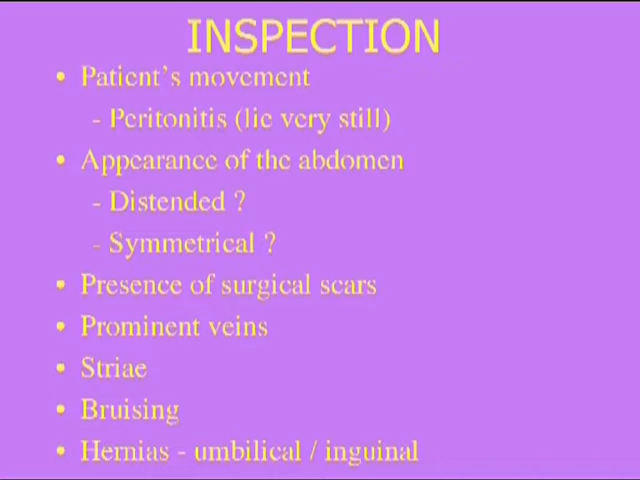 INSPECTION
• Patient's movement
- Peritonitis (lie very still)
• Appearance of the abdomen
- Distended ?
- Symmetrical ?
• Presence of surgical scars
• Prominent veins
• Striae
• Bruising
• Hernias - umbilical / inguinal